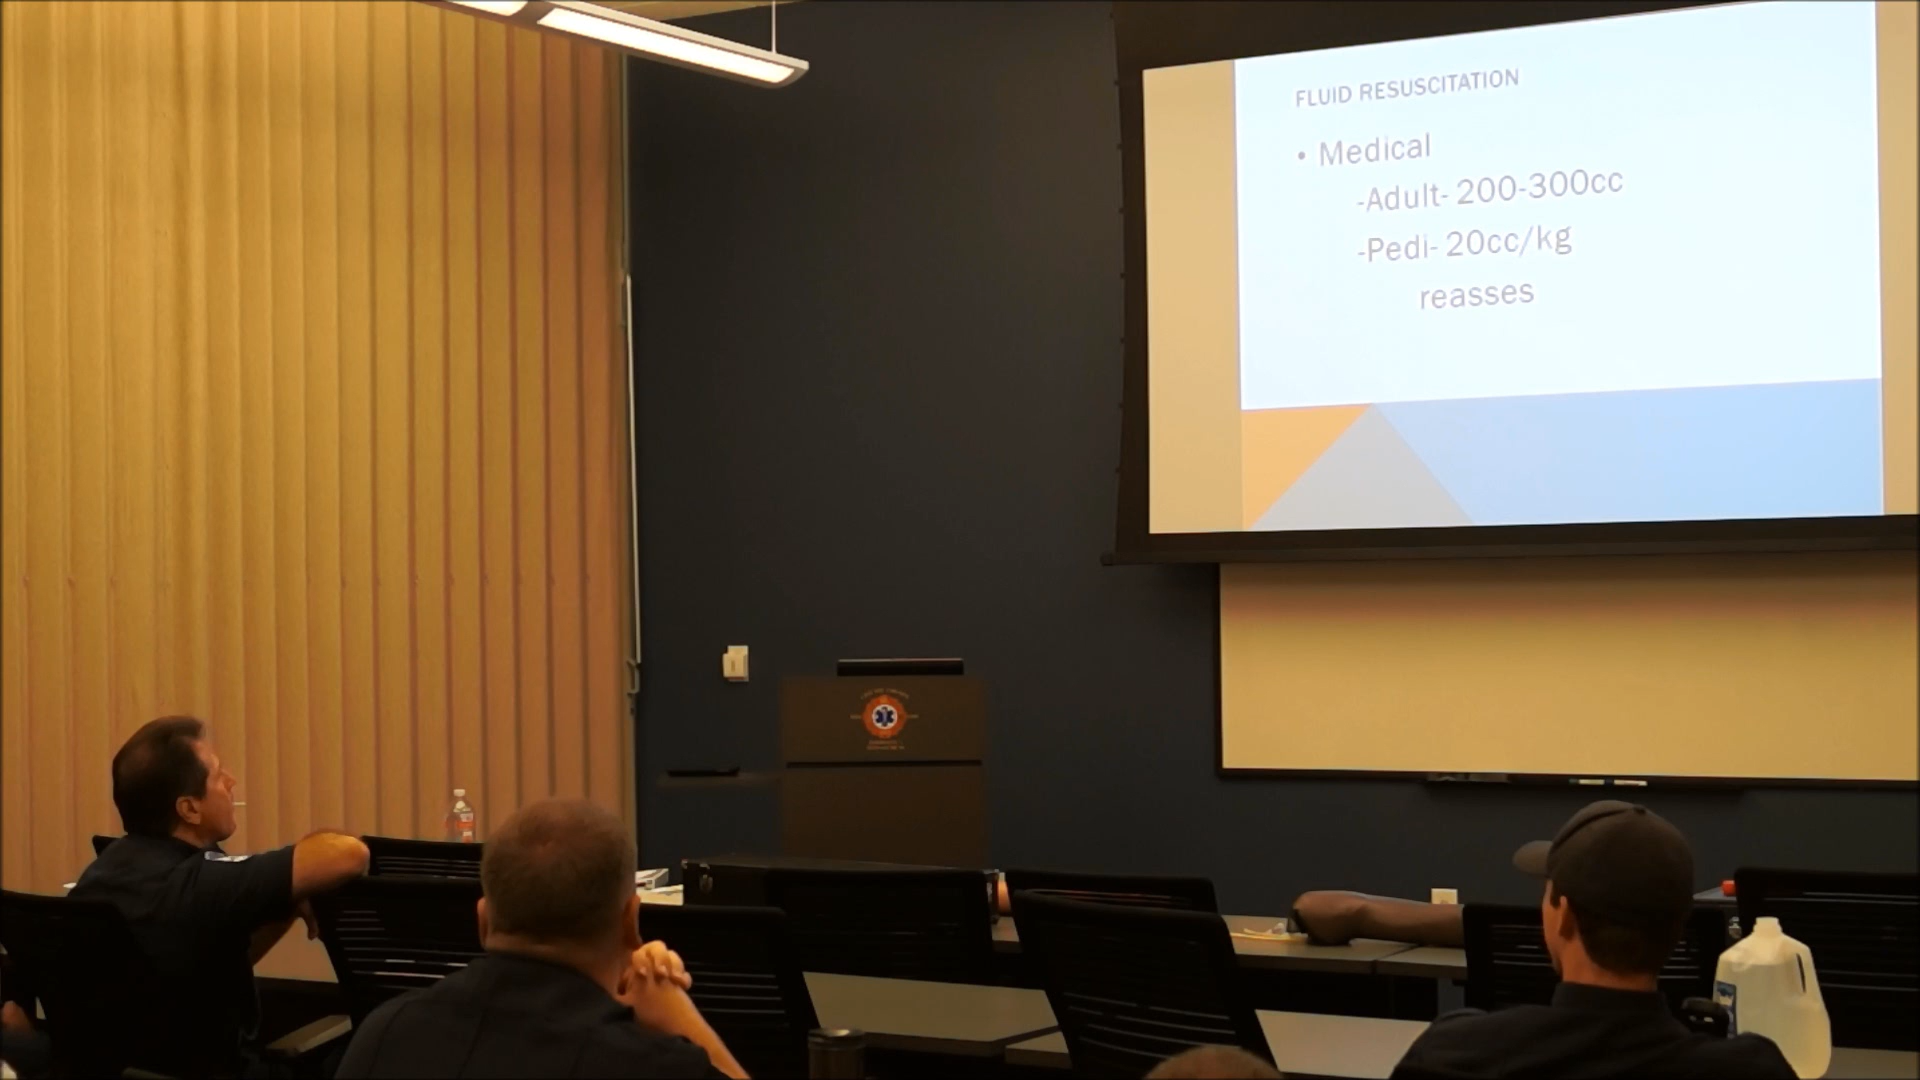 FLUID RESUSCITATION
• Medical
-Adult- 200-300cc
-Pedi- 20cc/kg
reasses